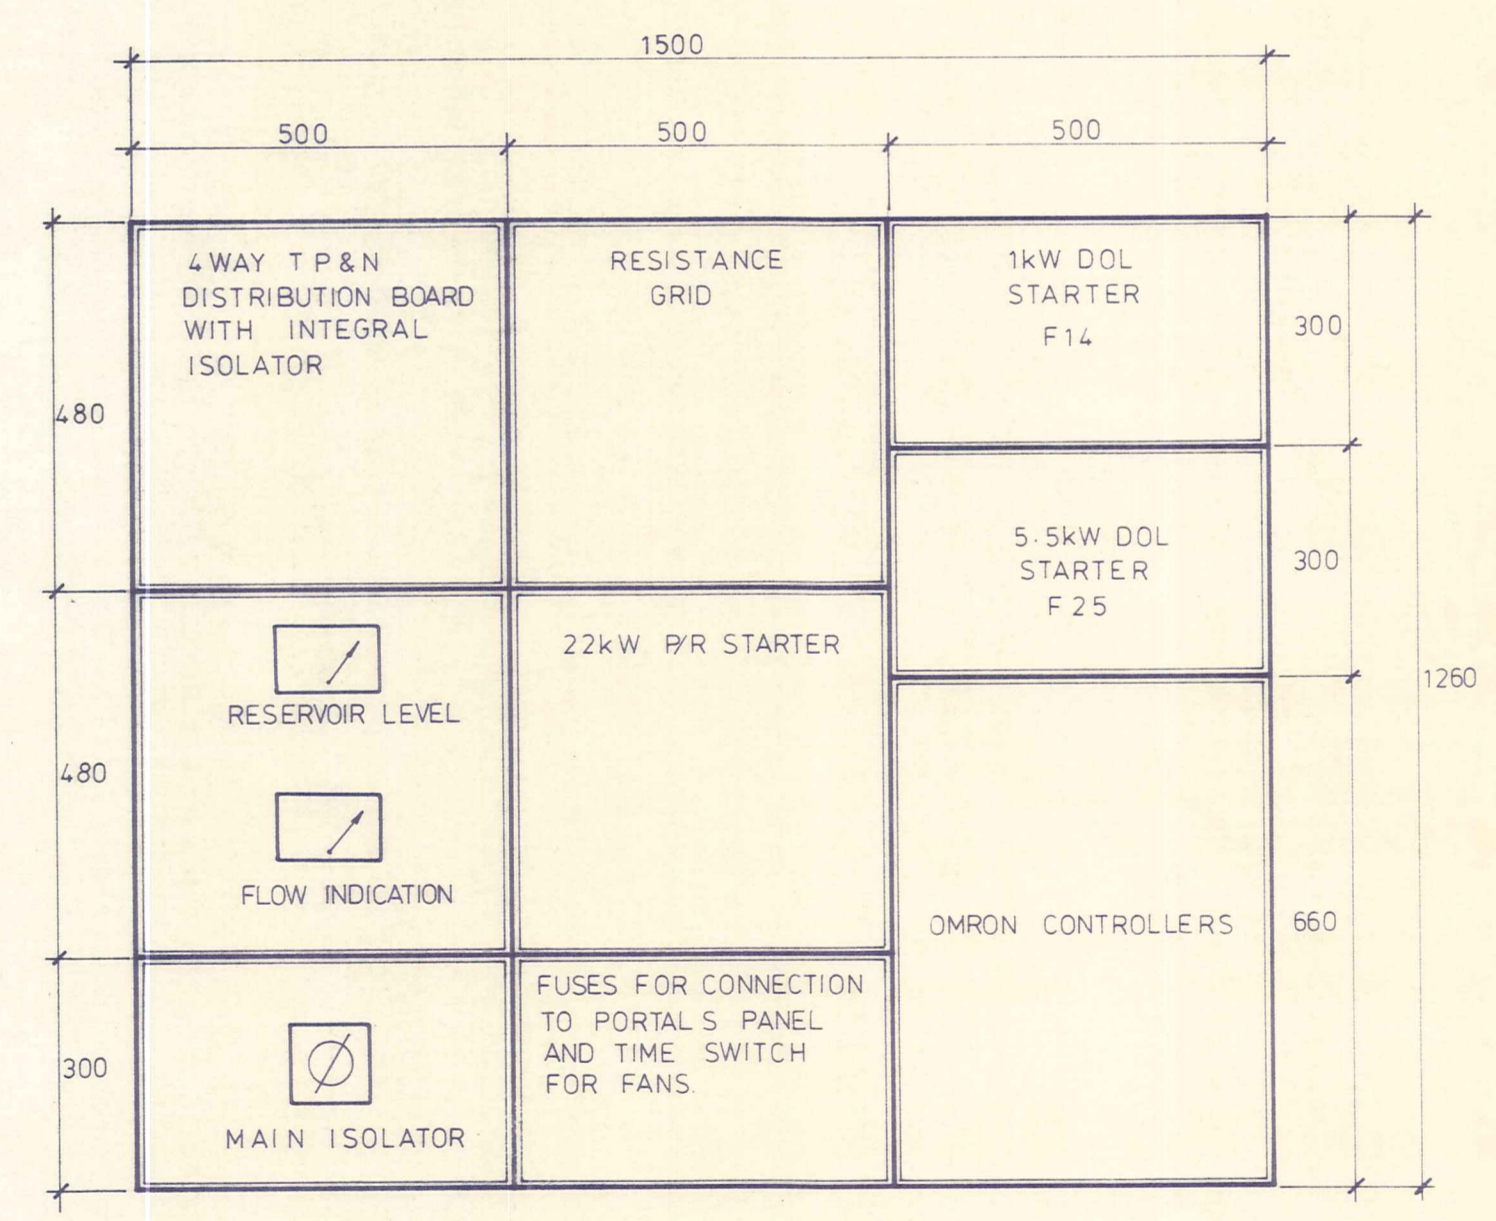 1500
500
500
500
4WAY TP&N
DISTRIBUTION BOARD
WITH INTEGRAL
ISOLATOR
RESISTANCE
GRID
1kW DOL
STARTER
F14
300
480
5.5kW DOL
STARTER
F25
300
22kW P/R STARTER
1260
RESERVOIR LEVEL
480
FLOW INDICATION
OMRON CONTROLLERS
660
FUSES FOR CONNECTION
TO PORTALS PANEL
AND TIME SWITCH
FOR FANS.
300
MAIN ISOLATOR